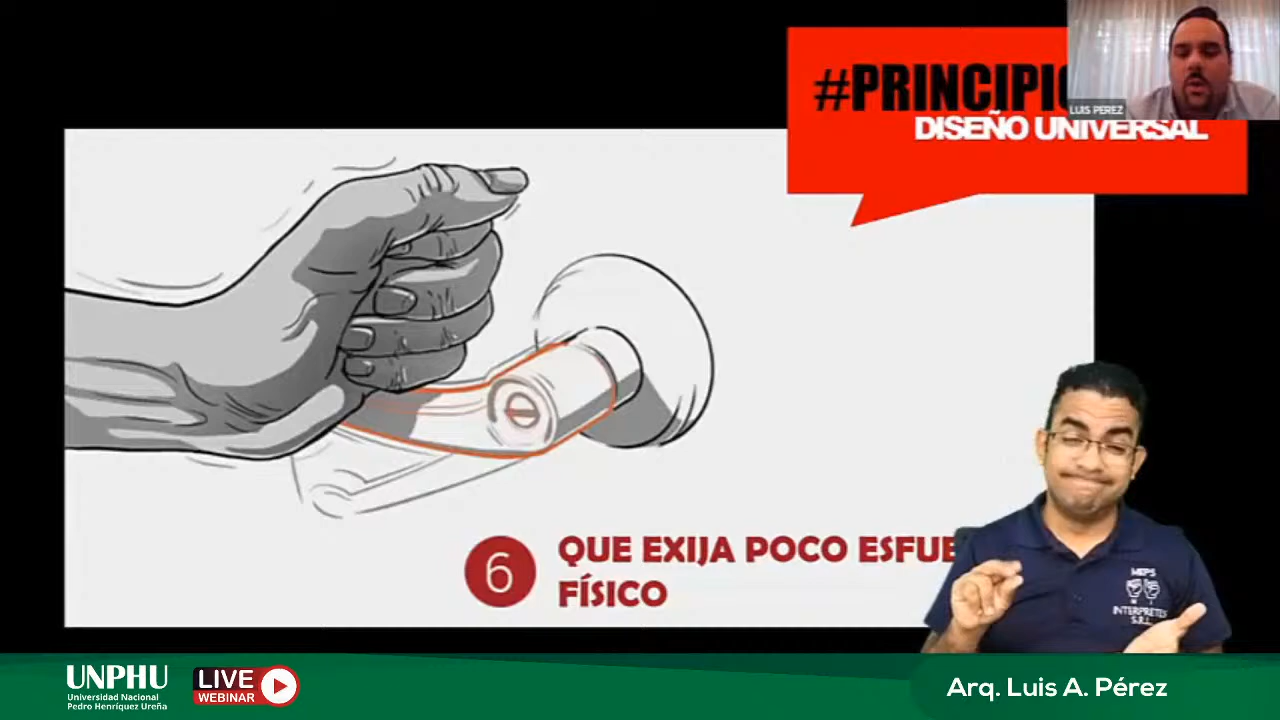 #PRINCIPIO
LUIS PEREZ
DISEÑO UNIVERSAL
6
QUE EXIJA POCO ESFUE
FÍSICO
INTERPRETES
S.R.L.
UNPHU
Universidad Nacional
Pedro Henríquez Ureña
LIVE
WEBINAR
Arq. Luis A. Pérez